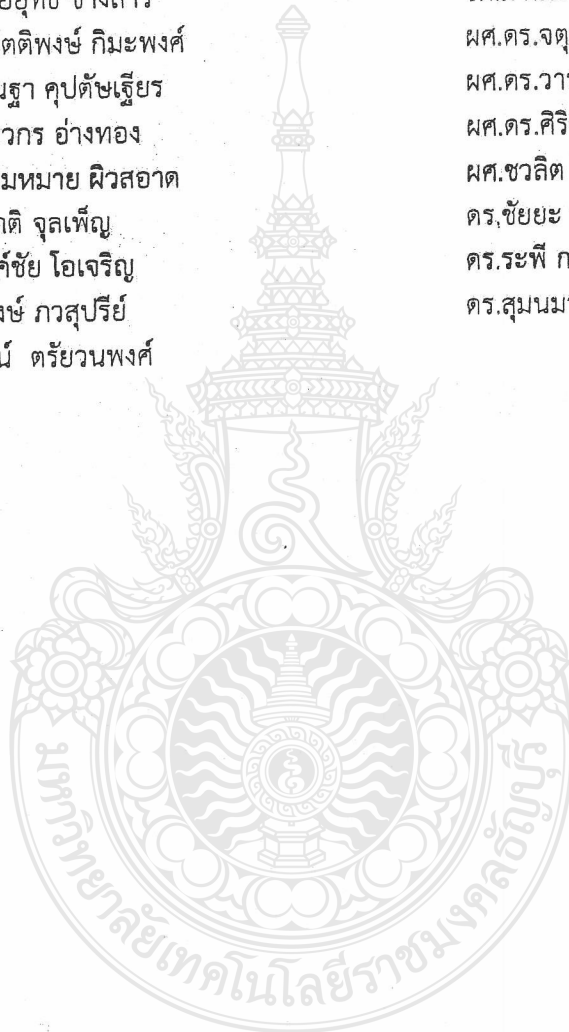 ตติพงษ์ กิมะพงศ์
นฐา คุปตัษเฐียร
วกร อ่างทอง
มหมาย ผิวสอาด
าติ จุลเพ็ญ
ค์ชัย โอเจริญ
งษ์ ภวสุปรีย์
น์ ตรัยวนพงศ์
ผศ.ดร.จตุ
ผศ.ดร.วา
ผศ.ดร.ศิริ
ผศ.ชวลิต
ดร.ชัยยะ
ดร.ระพี ก
ดร.สุมนม
มหาวิทยาลัยเทคโนโลยีราชมงคลธัญบุรี